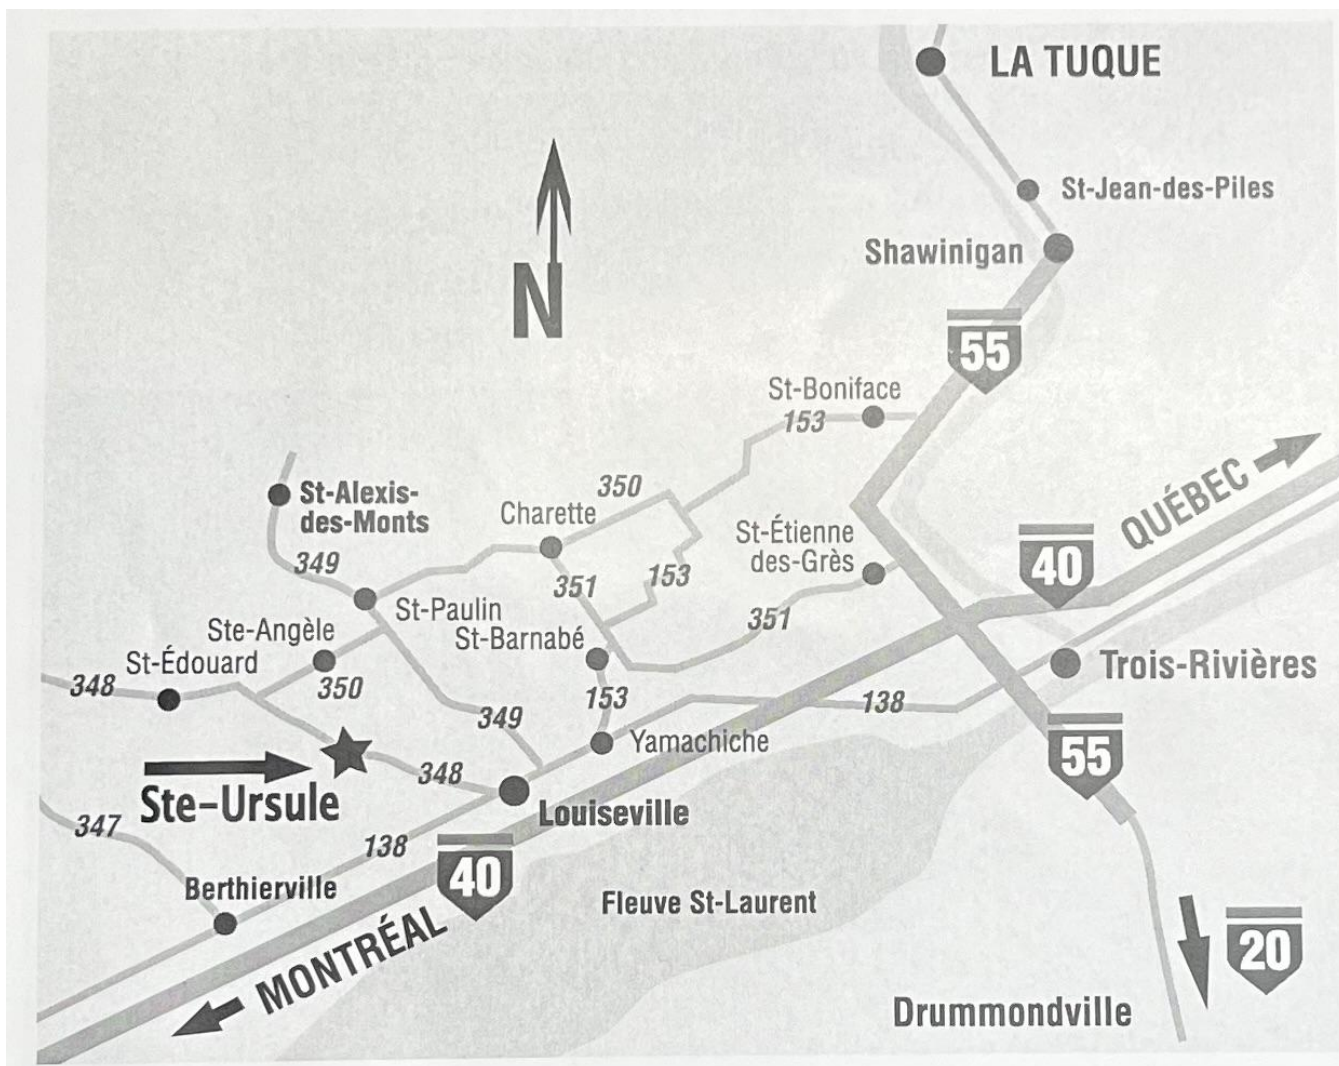 LA TUQUE
St-Jean-des-Piles
Shawinigan
N
55
St-Boniface
153
QUÉBEC
350
St-Alexis-
des-Monts
Charette
St-Étienne
des-Grès
40
349
351
153
St-Paulin
351
Ste-Angèle
St-Barnabé
St-Édouard
Trois-Rivières
348
350
153
138
349
Yamachiche
55
348
Ste-Ursule
Louiseville
347
138
40
Berthierville
Fleuve St-Laurent
MONTRÉAL
20
Drummondville